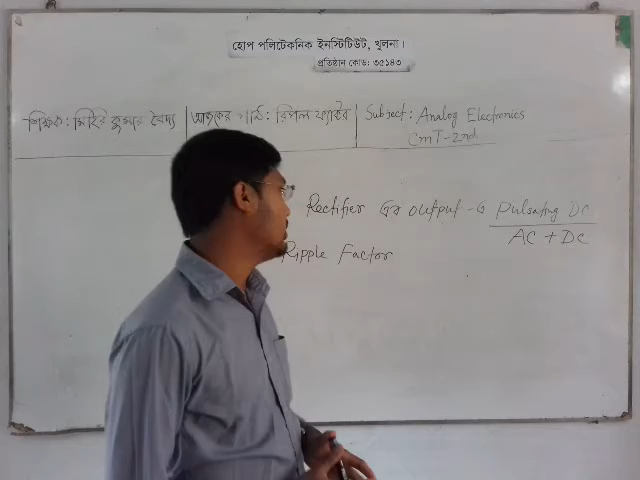 হোপ পলিটেকনিক ইনস্টিটিউট, খুলনা।
প্রতিষ্ঠান কোড: ৩৫১৪৩
শিক্ষক: মিহির কুমার বৈদ্য | আজকের পাঠ: রিপল ফ্যাক্টর | Subject: Analog Electronics
CMT-2nd
Rectifier এর output-এ Pulsating DC
AC + DC
Ripple Factor